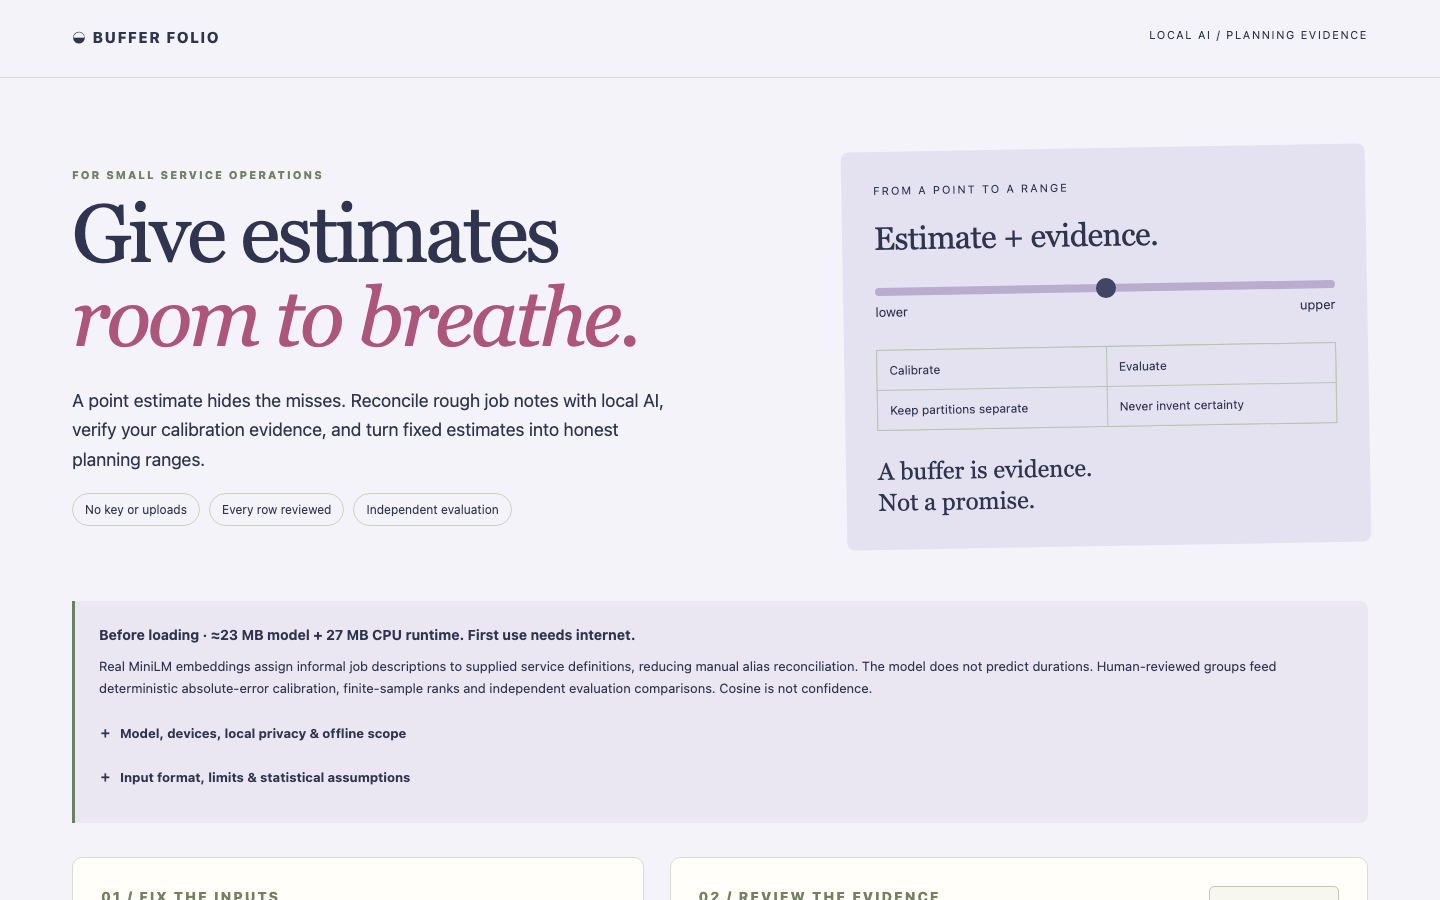 BUFFER FOLIO
LOCAL AI / PLANNING EVIDENCE
FOR SMALL SERVICE OPERATIONS
Give estimates
room to breathe.
A point estimate hides the misses. Reconcile rough job notes with local AI,
verify your calibration evidence, and turn fixed estimates into honest
planning ranges.
No key or uploads
Every row reviewed
Independent evaluation
FROM A POINT TO A RANGE
Estimate + evidence.
lower
upper
Calibrate
Evaluate
Keep partitions separate
Never invent certainty
A buffer is evidence.
Not a promise.
Before loading · ≈23 MB model + 27 MB CPU runtime. First use needs internet.
Real MiniLM embeddings assign informal job descriptions to supplied service definitions, reducing manual alias reconciliation. The model does not predict durations. Human-reviewed groups feed
deterministic absolute-error calibration, finite-sample ranks and independent evaluation comparisons. Cosine is not confidence.
+ Model, devices, local privacy & offline scope
+ Input format, limits & statistical assumptions
01 / FIX THE INPUTS
02 / REVIEW THE EVIDENCE